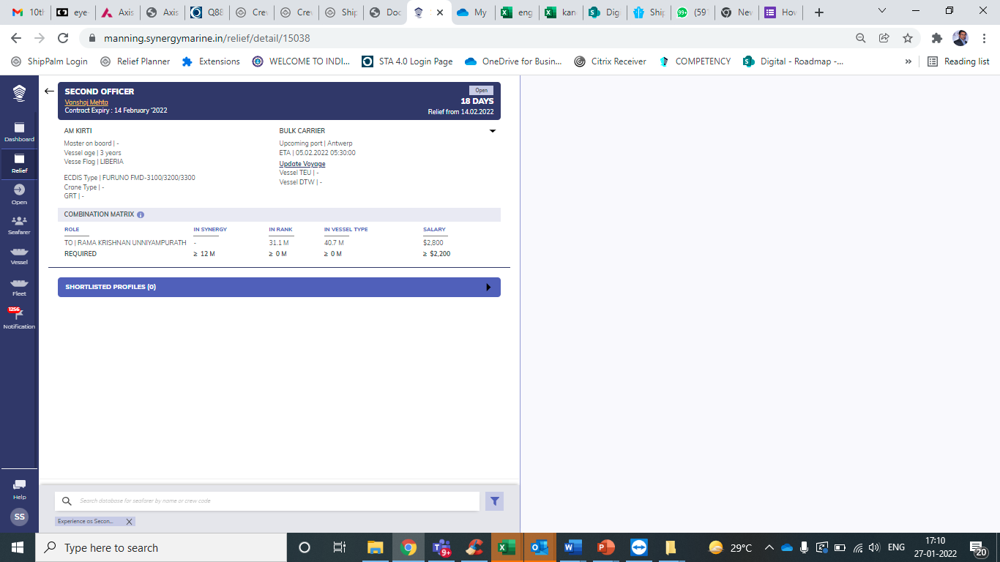 10th
eye-
Axis
Axis
Q88
Crev
Crev
Ship
Doc
My
eng
kan
Dig
Ship
99+
(591
Nev
Hov
manning.synergymarine.in/relief/detail/15038
ShipPalm Login
Relief Planner
Extensions
WELCOME TO INDI...
STA 4.0 Login Page
OneDrive for Busin...
Citrix Receiver
COMPETENCY
Digital - Roadmap -...
»
Reading list
Dashboard
Relief
Open
Seafarer
Vessel
Fleet
1256
Notification
Help
SS
SECOND OFFICER
Open
Vanshaj Mehta
18 DAYS
Contract Expiry : 14 February '2022
Relief from 14.02.2022
AM KIRTI
BULK CARRIER
Master on board | -
Upcoming port | Antwerp
Vessel age | 3 years
ETA | 05.02.2022 05:30:00
Vesse Flag | LIBERIA
Update Voyage
Vessel TEU | -
ECDIS Type | FURUNO FMD-3100/3200/3300
Vessel DTW | -
Crane Type | -
GRT | -
COMBINATION MATRIX i
ROLE IN SYNERGY IN RANK IN VESSEL TYPE SALARY
TO | RAMA KRISHNAN UNNIYAMPURATH - 31.1 M 40.7 M $2,800
REQUIRED ≥ 12 M ≥ 0 M ≥ 0 M ≥ $2,200
SHORTLISTED PROFILES (0)
Search database for seafarer by name or crew code
Experience as Secon...
Type here to search
9+
29°C
ENG
17:10
27-01-2022
20